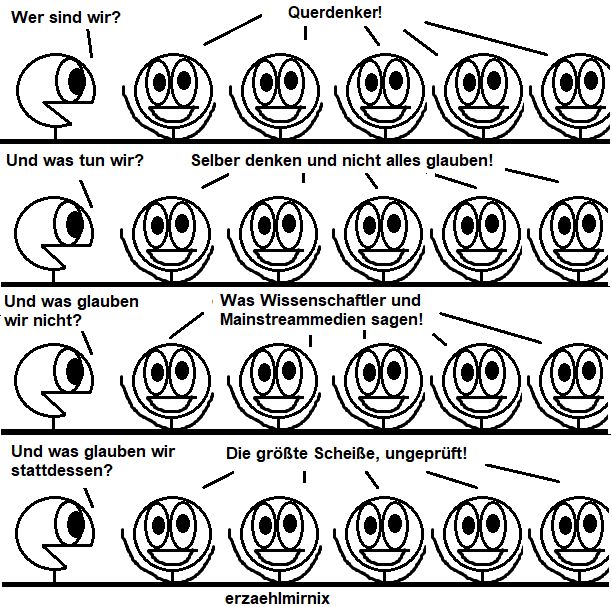 Wer sind wir?
Querdenker!
Und was tun wir?
Selber denken und nicht alles glauben!
Und was glauben
wir nicht?
Was Wissenschaftler und
Mainstreammedien sagen!
Und was glauben wir
stattdessen?
Die größte Scheiße, ungeprüft!
erzaehlmirnix